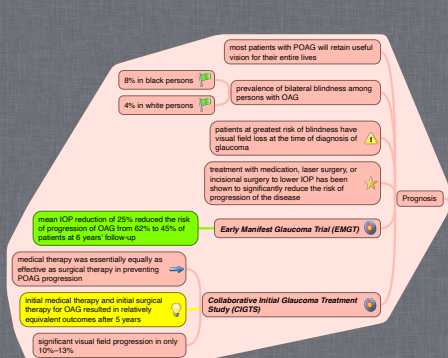 most patients with POAG will retain useful
vision for their entire lives
8% in black persons
4% in white persons
prevalence of bilateral blindness among
persons with OAG
patients at greatest risk of blindness have
visual field loss at the time of diagnosis of
glaucoma
treatment with medication, laser surgery, or
incisional surgery to lower IOP has been
shown to significantly reduce the risk of
progression of the disease
Prognosis
mean IOP reduction of 25% reduced the risk
of progression of OAG from 62% to 45% of
patients at 6 years' follow-up
Early Manifest Glaucoma Trial (EMGT)
medical therapy was essentially equally as
effective as surgical therapy in preventing
POAG progression
initial medical therapy and initial surgical
therapy for OAG resulted in relatively
equivalent outcomes after 5 years
significant visual field progression in only
10%–13%
Collaborative Initial Glaucoma Treatment
Study (CIGTS)